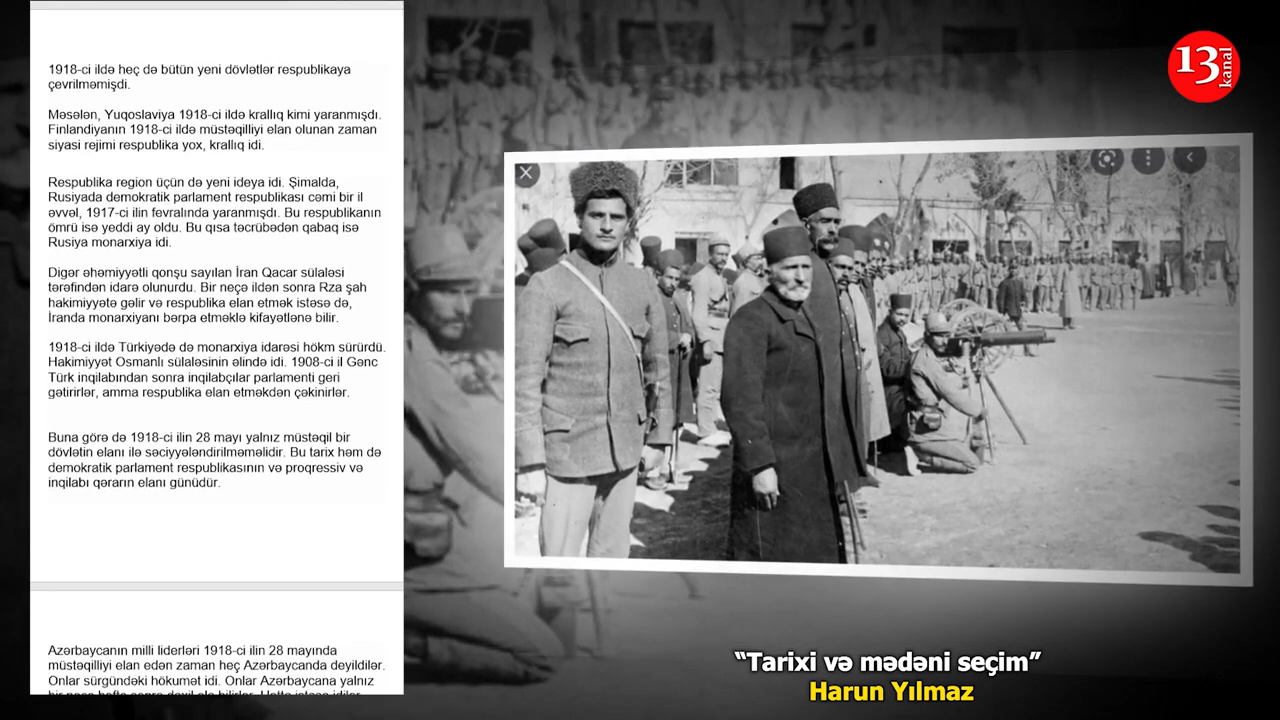 1918-ci ildə heç də bütün yeni dövlətlər respublikaya
çevrilməmişdi.
Məsələn, Yuqoslaviya 1918-ci ildə krallıq kimi yaranmışdı.
Finlandiyanın 1918-ci ildə müstəqilliyi elan olunan zaman
siyasi rejimi respublika yox, krallıq idi.
Respublika region üçün də yeni ideya idi. Şimalda,
Rusiyada demokratik parlament respublikası cəmi bir il
əvvəl, 1917-ci ilin fevralında yaranmışdı. Bu respublikanın
ömrü isə yeddi ay oldu. Bu qısa təcrübədən qabaq isə
Rusiya monarxiya idi.
Digər əhəmiyyətli qonşu sayılan İran Qacar sülaləsi
tərəfindən idarə olunurdu. Bir neçə ildən sonra Rza şah
hakimiyyətə gəlir və respublika elan etmək istəsə də,
İranda monarxiyanı bərpa etməklə kifayətlənə bilir.
1918-ci ildə Türkiyədə də monarxiya idarəsi hökm sürürdü.
Hakimiyyət Osmanlı sülaləsinin əlində idi. 1908-ci il Gənc
Türk inqilabından sonra inqilabçılar parlamenti geri
gətirirlər, amma respublika elan etməkdən çəkinirlər.
Buna görə də 1918-ci ilin 28 mayı yalnız müstəqil bir
dövlətin elanı ilə səciyyələndirilməməlidir. Bu tarix həm də
demokratik parlament respublikasının və proqressiv və
inqilabı qərarın elanı günüdür.
Azərbaycanın milli liderləri 1918-ci ilin 28 mayında
müstəqilliyi elan edən zaman heç Azərbaycanda deyildilər.
Onlar sürgündəki hökumət idi. Onlar Azərbaycana yalnız
13 kanal
"Tarixi və mədəni seçim"
Harun Yılmaz